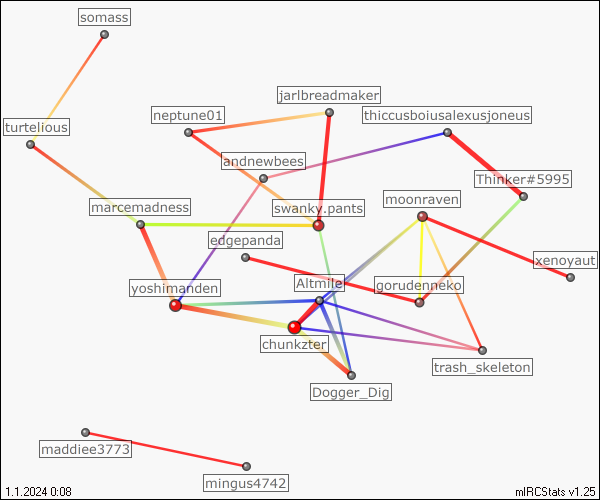 somass
jarlbreadmaker
neptune01
thiccusboiusalexusjoneus
turtelious
andnewbees
Thinker#5995
moonraven
marcemadness
swanky.pants
edgepanda
xenoyaut
Altmile
gorudenneko
yoshimanden
chunkzter
trash_skeleton
Dogger_Dig
maddiee3773
mingus4742
1.1.2024 0:08
mIRCStats v1.25